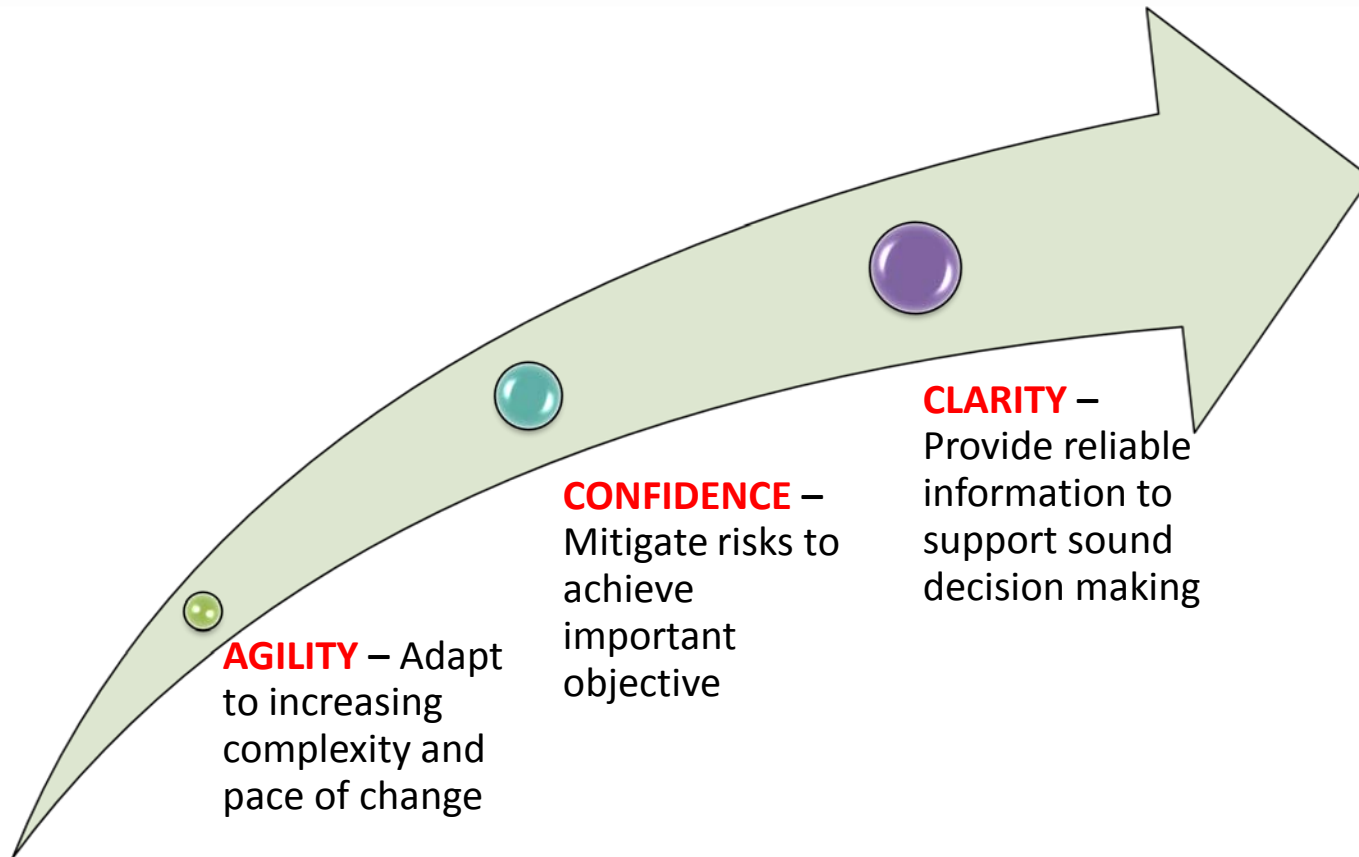 AGILITY – Adapt
to increasing
complexity and
pace of change
CONFIDENCE –
Mitigate risks to
achieve
important
objective
CLARITY –
Provide reliable
information to
support sound
decision making